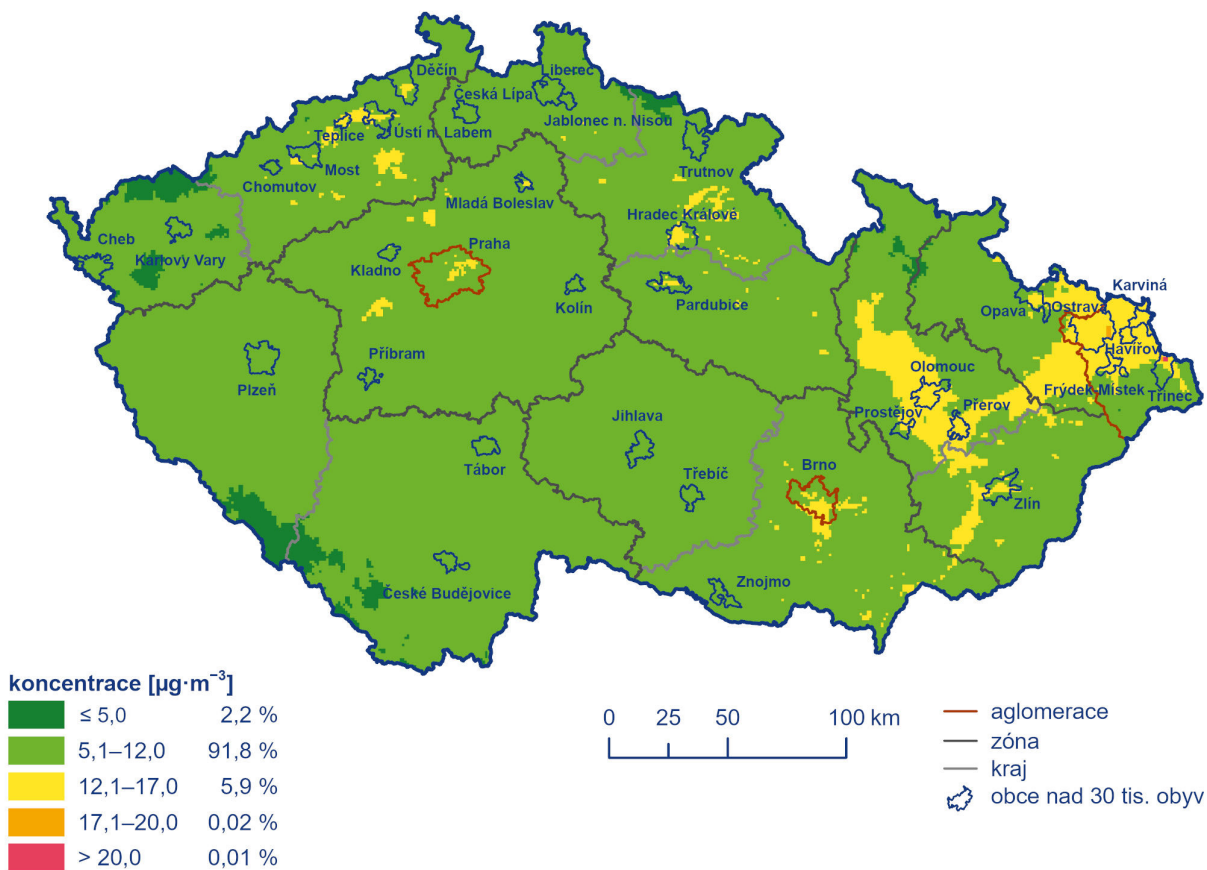 Děčín
Liberec
Česká Lípa
Jablonec n. Nisou
Teplice
Ústí n. Labem
Most
Chomutov
Trutnov
Mladá Boleslav
Hradec Králové
Cheb
Karlovy Vary
Praha
Kladno
Kolín
Pardubice
Karviná
Opava
Ostrava
Havířov
Příbram
Plzeň
Olomouc
Frýdek Místek
Třinec
Prostějov
Přerov
Jihlava
Tábor
Třebíč
Brno
Zlín
Znojmo
České Budějovice
koncentrace [µg·m⁻³]
≤ 5,0 2,2 %
5,1–12,0 91,8 %
12,1–17,0 5,9 %
17,1–20,0 0,02 %
> 20,0 0,01 %
0 25 50 100 km
aglomerace
zóna
kraj
obce nad 30 tis. obyv